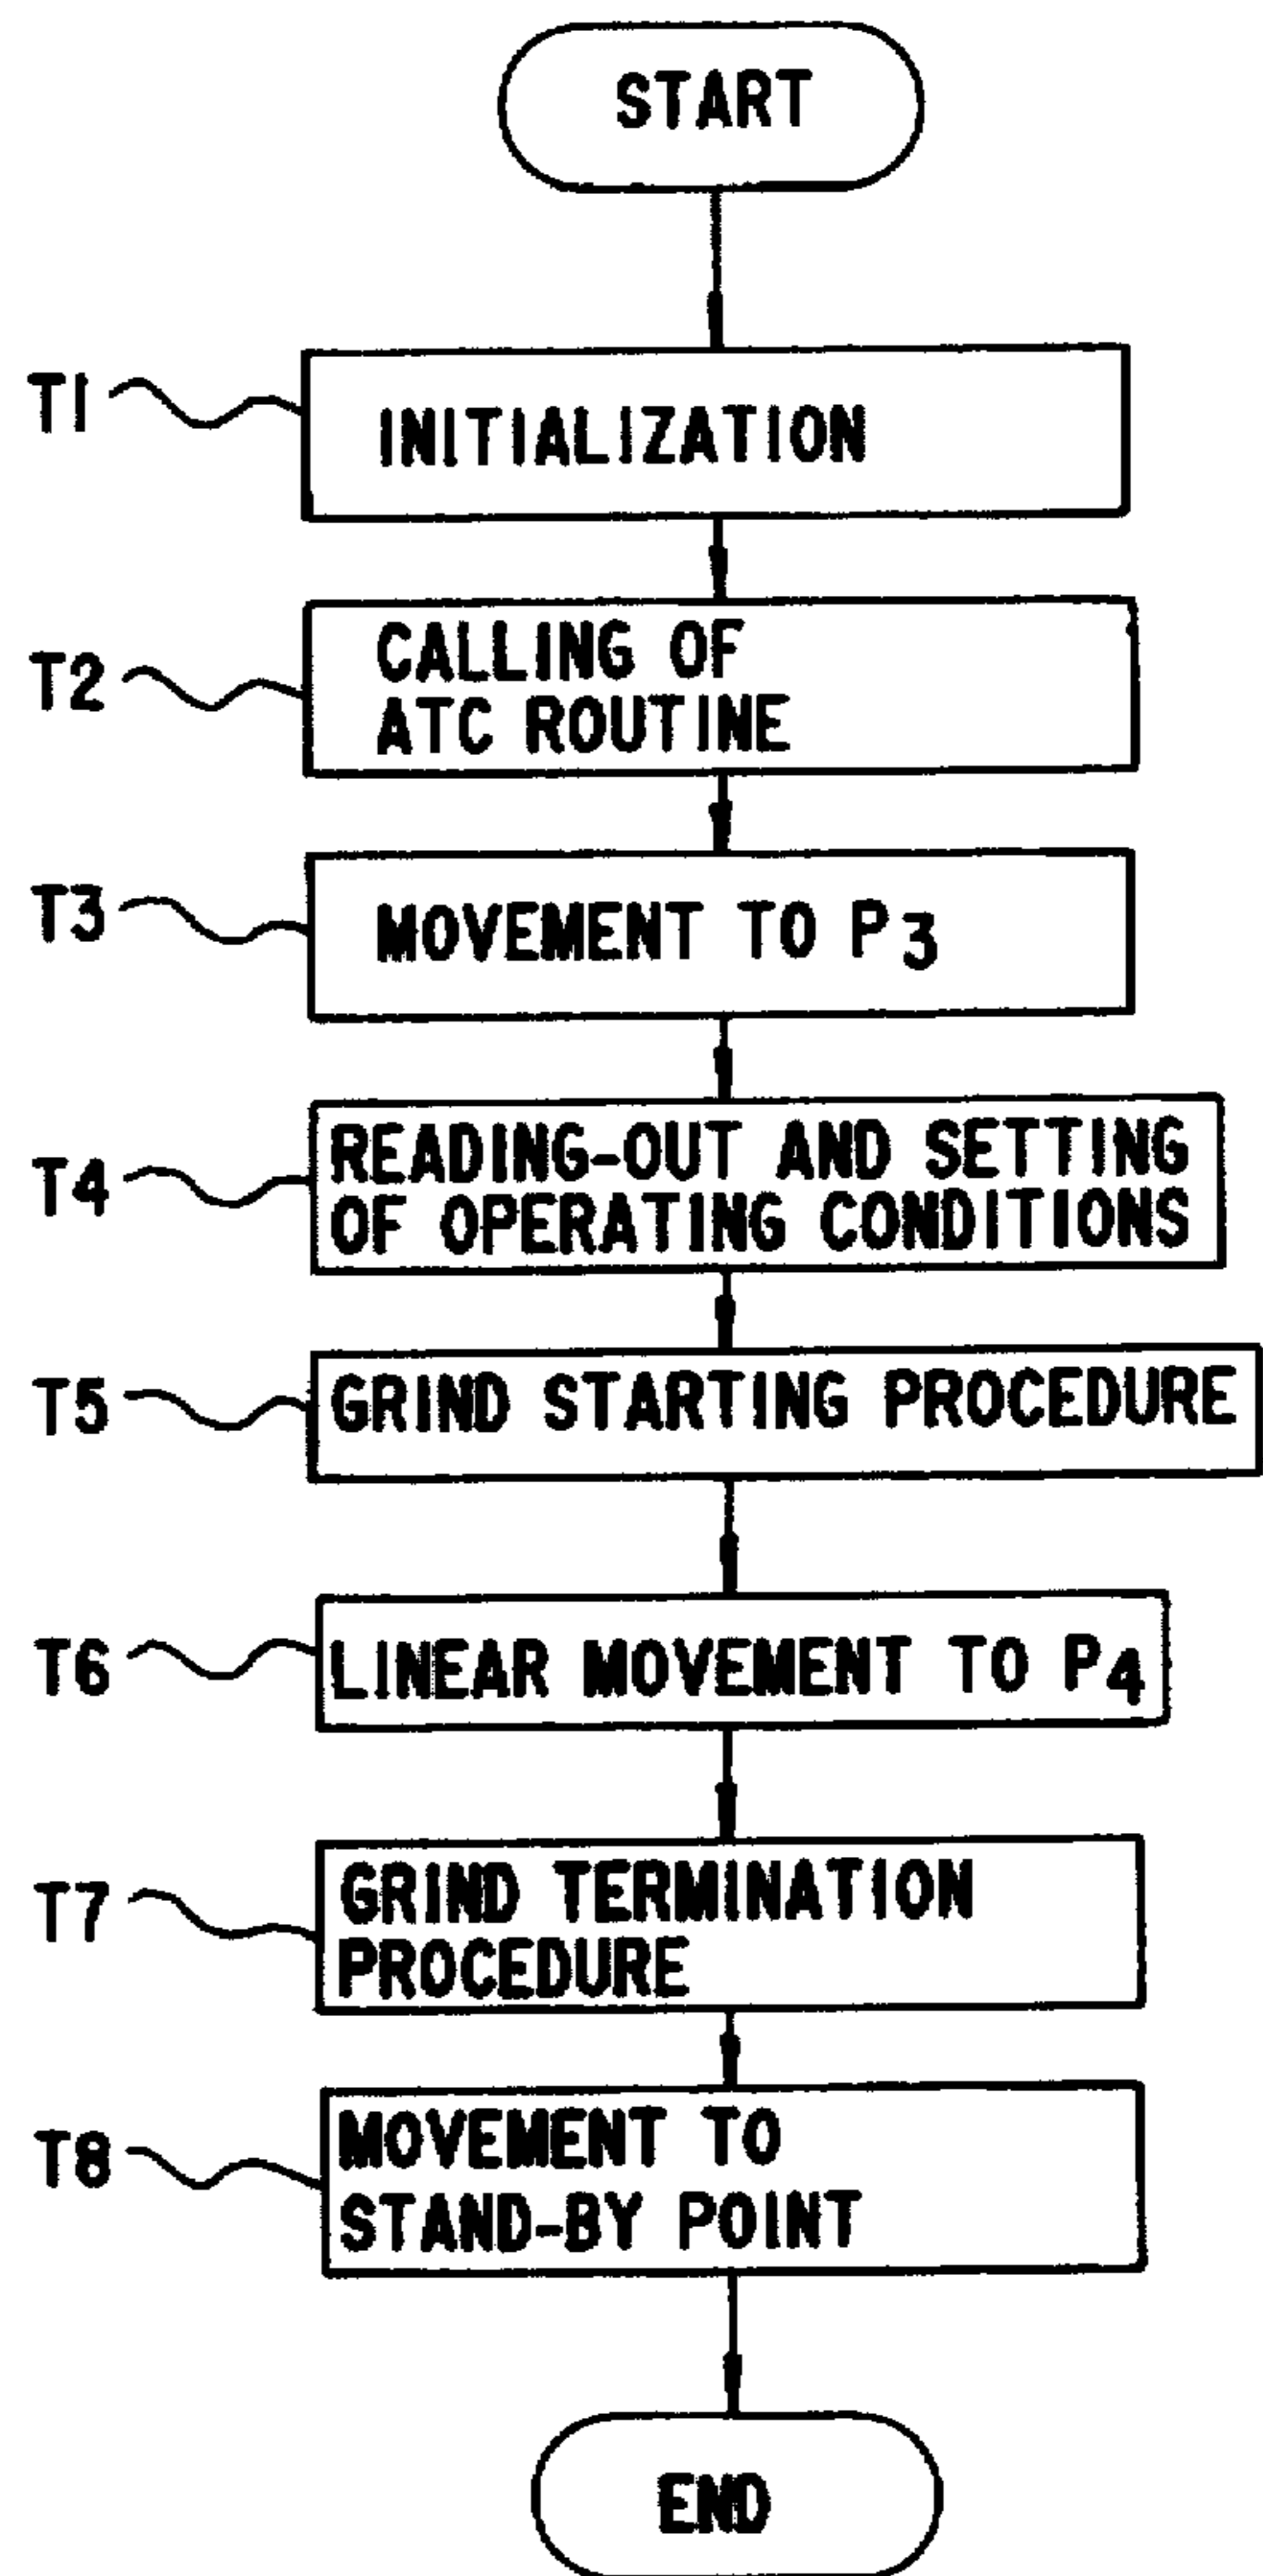 START
T1
INITIALIZATION
T2
CALLING OF
ATC ROUTINE
T3
MOVEMENT TO P3
T4
READING-OUT AND SETTING
OF OPERATING CONDITIONS
T5
GRIND STARTING PROCEDURE
T6
LINEAR MOVEMENT TO P4
T7
GRIND TERMINATION
PROCEDURE
T8
MOVEMENT TO
STAND-BY POINT
END